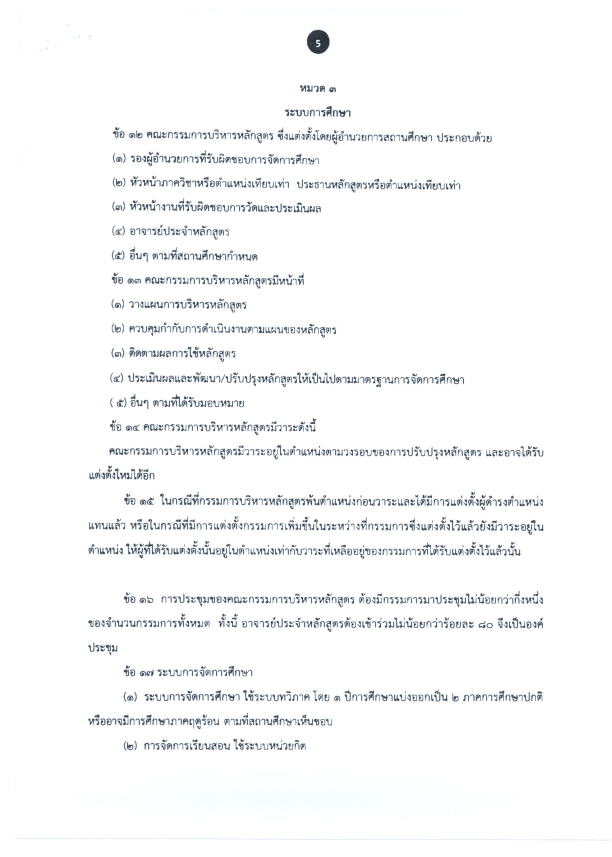 5
หมวด ๓
ระบบการศึกษา
ข้อ ๑๒ คณะกรรมการบริหารหลักสูตร ซึ่งแต่งตั้งโดยผู้อำนวยการสถานศึกษา ประกอบด้วย
(๑) รองผู้อำนวยการที่รับผิดชอบการจัดการศึกษา
(๒) หัวหน้าภาควิชาหรือตำแหน่งเทียบเท่า ประธานหลักสูตรหรือตำแหน่งเทียบเท่า
(๓) หัวหน้างานที่รับผิดชอบการวัดและประเมินผล
(๔) อาจารย์ประจำหลักสูตร
(๕) อื่นๆ ตามที่สถานศึกษากำหนด
ข้อ ๑๓ คณะกรรมการบริหารหลักสูตรมีหน้าที่
(๑) วางแผนการบริหารหลักสูตร
(๒) ควบคุมกำกับการดำเนินงานตามแผนของหลักสูตร
(๓) ติดตามผลการใช้หลักสูตร
(๔) ประเมินผลและพัฒนา/ปรับปรุงหลักสูตรให้เป็นไปตามมาตรฐานการจัดการศึกษา
( ๕) อื่นๆ ตามที่ได้รับมอบหมาย
ข้อ ๑๔ คณะกรรมการบริหารหลักสูตรมีวาระดังนี้
คณะกรรมการบริหารหลักสูตรมีวาระอยู่ในตำแหน่งตามวงรอบของการปรับปรุงหลักสูตร และอาจได้รับ
แต่งตั้งใหม่ได้อีก
ข้อ ๑๕ ในกรณีที่กรรมการบริหารหลักสูตรพ้นตำแหน่งก่อนวาระและได้มีการแต่งตั้งผู้ดำรงตำแหน่ง
แทนแล้ว หรือในกรณีที่มีการแต่งตั้งกรรมการเพิ่มขึ้นในระหว่างที่กรรมการซึ่งแต่งตั้งไว้แล้วยังมีวาระอยู่ใน
ตำแหน่ง ให้ผู้ที่ได้รับแต่งตั้งนั้นอยู่ในตำแหน่งเท่ากับวาระที่เหลืออยู่ของกรรมการที่ได้รับแต่งตั้งไว้แล้วนั้น
ข้อ ๑๖ การประชุมของคณะกรรมการบริหารหลักสูตร ต้องมีกรรมการมาประชุมไม่น้อยกว่ากึ่งหนึ่ง
ของจำนวนกรรมการทั้งหมด ทั้งนี้ อาจารย์ประจำหลักสูตรต้องเข้าร่วมไม่น้อยกว่าร้อยละ ๘๐ จึงเป็นองค์
ประชุม
ข้อ ๑๗ ระบบการจัดการศึกษา
(๑) ระบบการจัดการศึกษา ใช้ระบบทวิภาค โดย ๑ ปีการศึกษาแบ่งออกเป็น ๒ ภาคการศึกษาปกติ
หรืออาจมีการศึกษาภาคฤดูร้อน ตามที่สถานศึกษาเห็นชอบ
(๒) การจัดการเรียนสอน ใช้ระบบหน่วยกิต